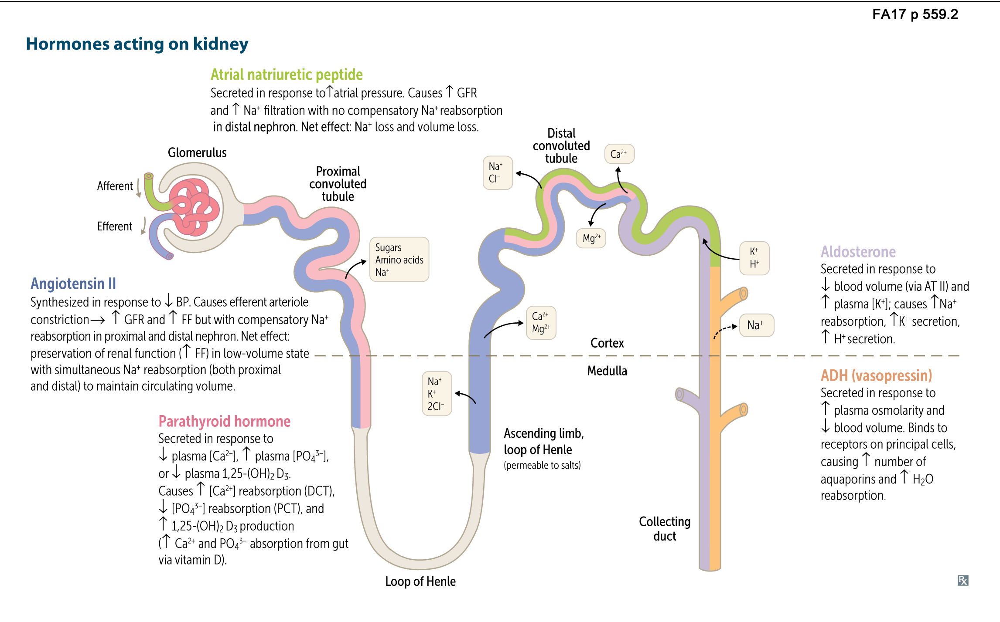 FA17 p 559.2
Hormones acting on kidney
Atrial natriuretic peptide
Secreted in response to↑atrial pressure. Causes ↑ GFR
and ↑ Na⁺ filtration with no compensatory Na⁺ reabsorption
in distal nephron. Net effect: Na⁺ loss and volume loss.
Glomerulus
Afferent
Efferent
Proximal
convoluted
tubule
Sugars
Amino acids
Na⁺
Distal
convoluted
tubule
Na⁺
Cl⁻
Ca²⁺
Mg²⁺
K⁺
H⁺
Angiotensin II
Synthesized in response to ↓ BP. Causes efferent arteriole
constriction→ ↑ GFR and ↑ FF but with compensatory Na⁺
reabsorption in proximal and distal nephron. Net effect:
preservation of renal function (↑ FF) in low-volume state
with simultaneous Na⁺ reabsorption (both proximal
and distal) to maintain circulating volume.
Ca²⁺
Mg²⁺
Na⁺
Cortex
Medulla
Na⁺
K⁺
2Cl⁻
Aldosterone
Secreted in response to
↓ blood volume (via AT II) and
↑ plasma [K⁺]; causes ↑Na⁺
reabsorption, ↑K⁺ secretion,
↑ H⁺ secretion.
ADH (vasopressin)
Secreted in response to
↑ plasma osmolarity and
↓ blood volume. Binds to
receptors on principal cells,
causing ↑ number of
aquaporins and ↑ H₂O
reabsorption.
Parathyroid hormone
Secreted in response to
↓ plasma [Ca²⁺], ↑ plasma [PO₄³⁻],
or ↓ plasma 1,25-(OH)₂ D₃.
Causes ↑ [Ca²⁺] reabsorption (DCT),
↓ [PO₄³⁻] reabsorption (PCT), and
↑ 1,25-(OH)₂ D₃ production
(↑ Ca²⁺ and PO₄³⁻ absorption from gut
via vitamin D).
Ascending limb,
loop of Henle
(permeable to salts)
Collecting
duct
Loop of Henle
Rx